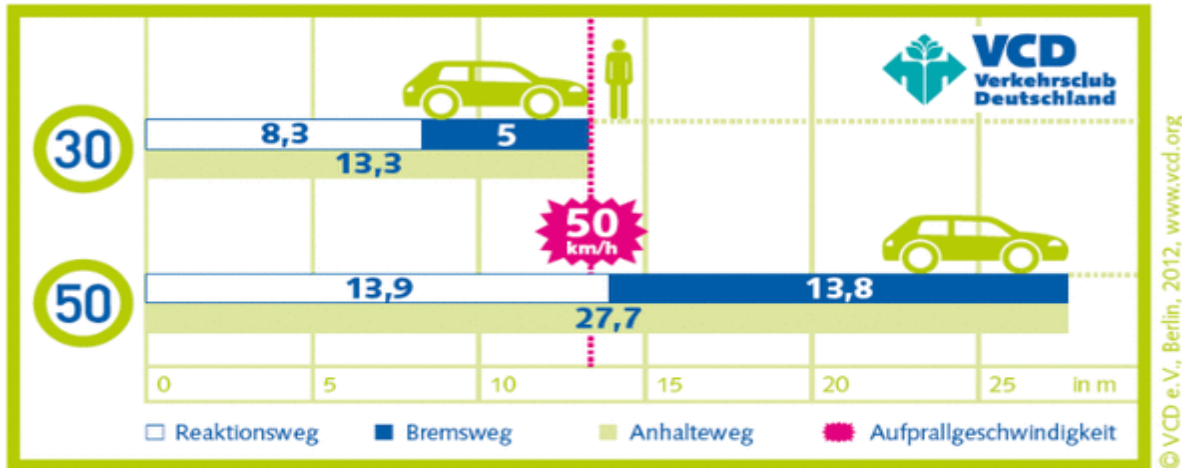 VCD
Verkehrsclub
Deutschland
30
8,3
5
13,3
50
km/h
50
13,9
13,8
27,7
0
5
10
15
20
25
in m
Reaktionsweg
Bremsweg
Anhalteweg
Aufprallgeschwindigkeit
© VCD e.V., Berlin, 2012, www.vcd.org